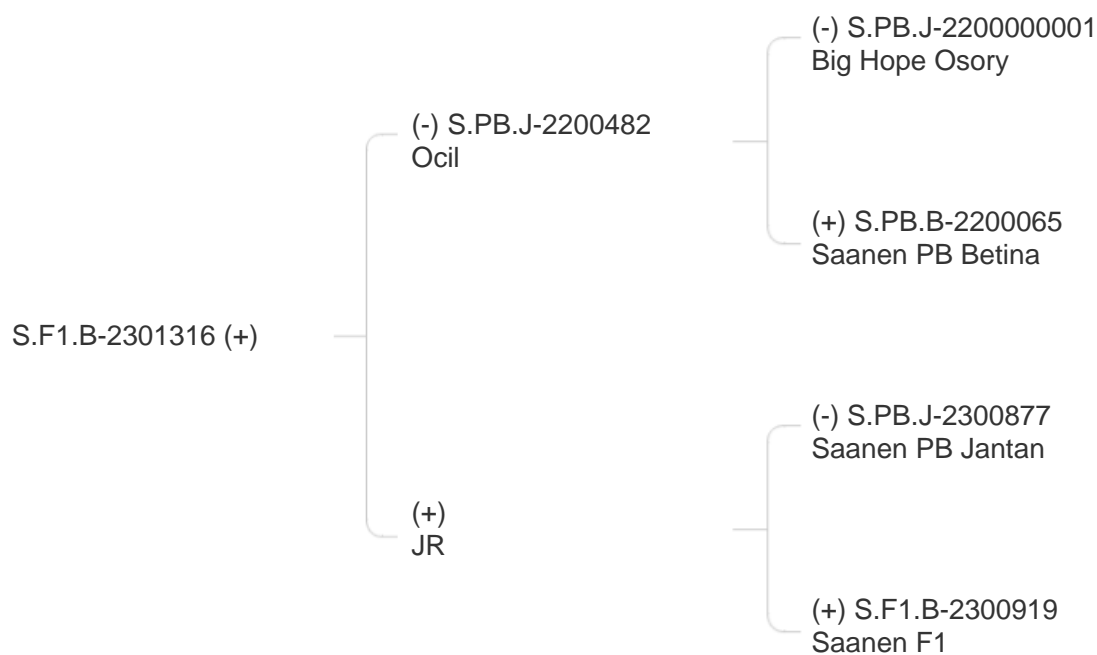 (-) S.PB.J-2200000001
Big Hope Osory
(-) S.PB.J-2200482
Ocil
(+) S.PB.B-2200065
Saanen PB Betina
S.F1.B-2301316 (+)
(-) S.PB.J-2300877
Saanen PB Jantan
(+)
JR
(+) S.F1.B-2300919
Saanen F1